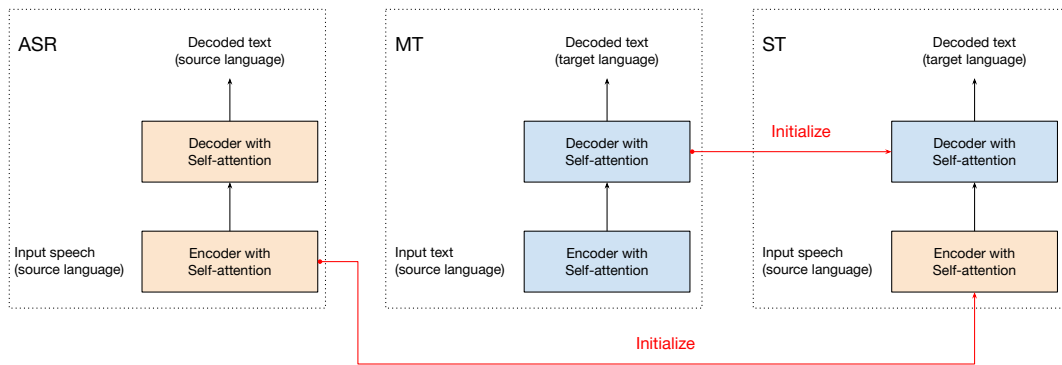 ASR
Decoded text
(source language)
Decoder with
Self-attention
Input speech
(source language)
Encoder with
Self-attention
MT
Decoded text
(target language)
Decoder with
Self-attention
Input text
(source language)
Encoder with
Self-attention
Initialize
ST
Decoded text
(target language)
Decoder with
Self-attention
Input speech
(source language)
Encoder with
Self-attention
Initialize